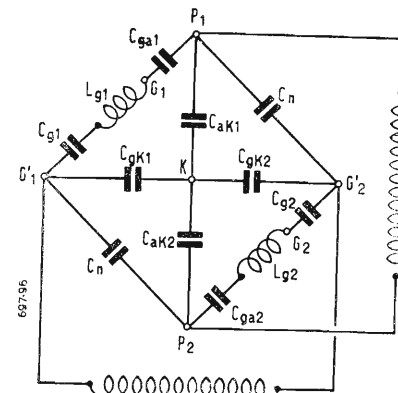 P1
Cga1
Lg1
G1
Cn
Cg1
CaK1
CgK1
CgK2
G'1
K
G'2
Cg2
CaK2
G2
Cn
Lg2
Cga2
P2
697-96